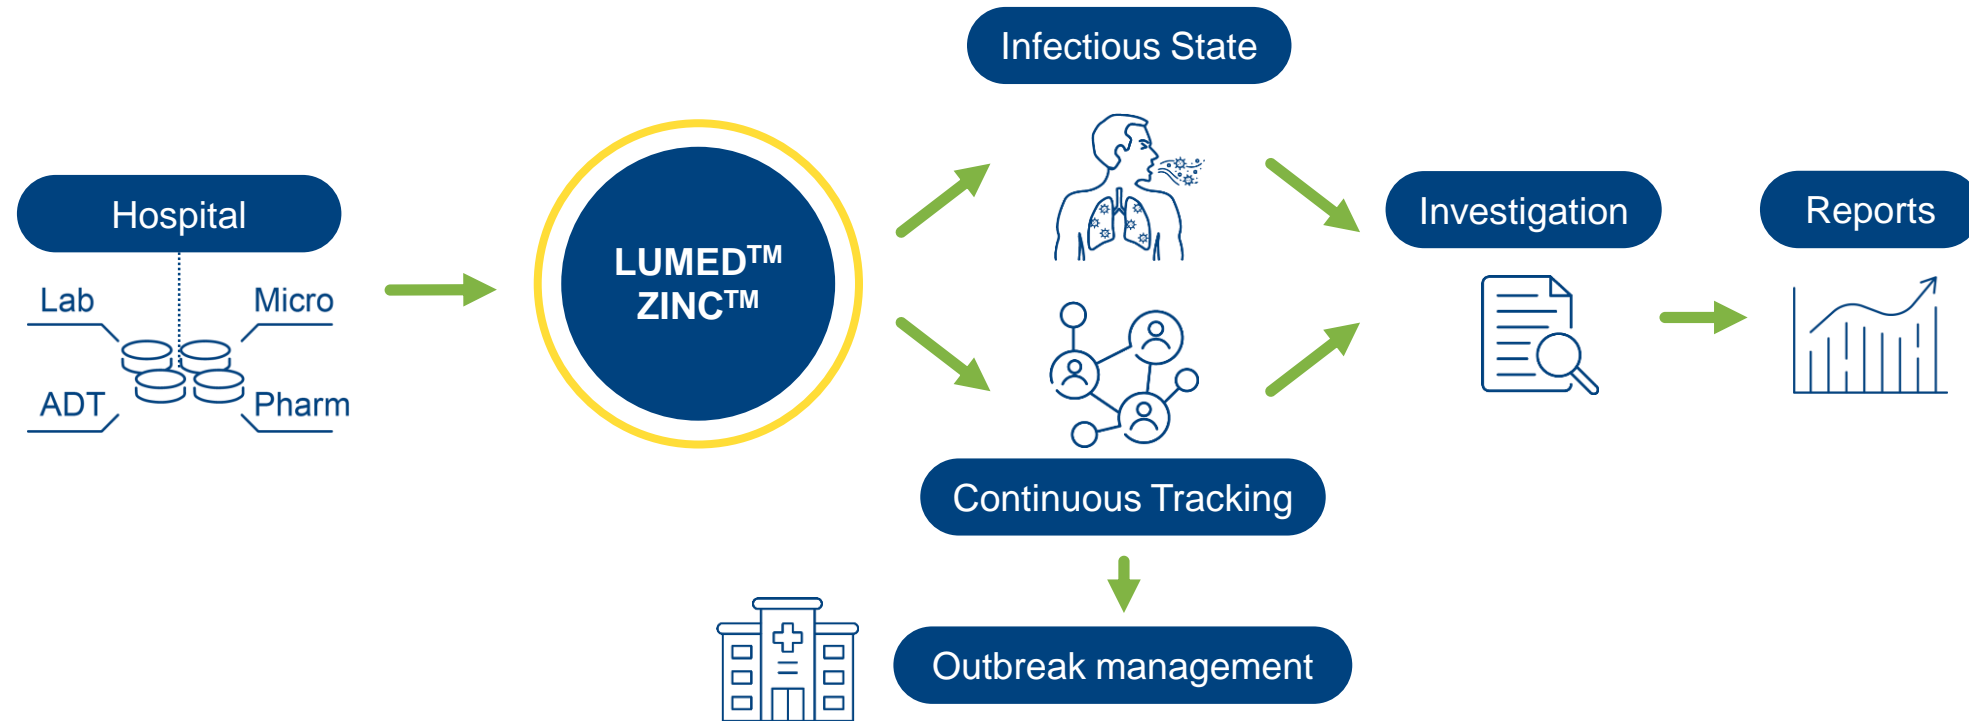 Infectious State
Hospital
Lab
Micro
ADT
Pharm
LUMED™
ZINC™
Investigation
Reports
Continuous Tracking
Outbreak management